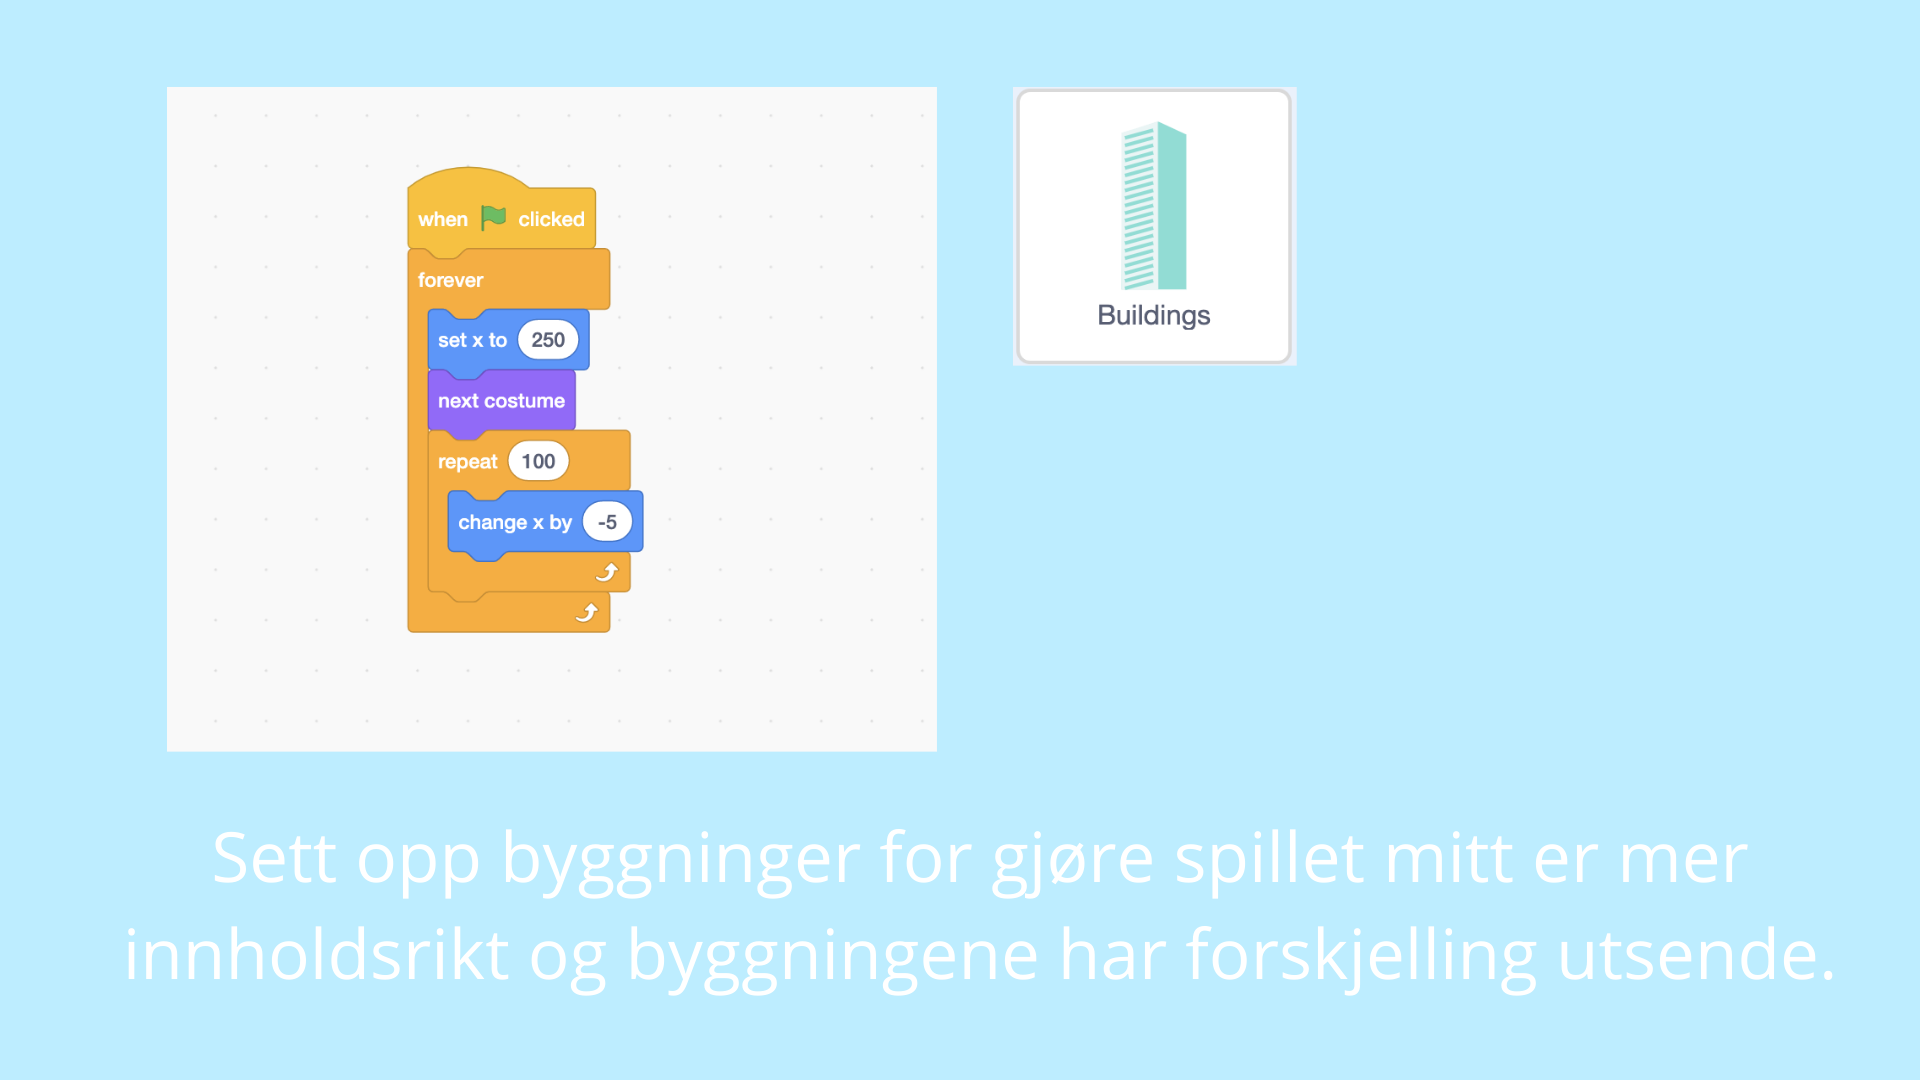 when clicked
forever
set x to 250
next costume
repeat 100
change x by -5
Buildings
Sett opp byggninger for gjøre spillet mitt er mer
innholdsrikt og byggningene har forskjelling utsende.